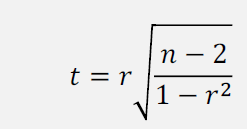 t = r √((n − 2)/(1 − r²))